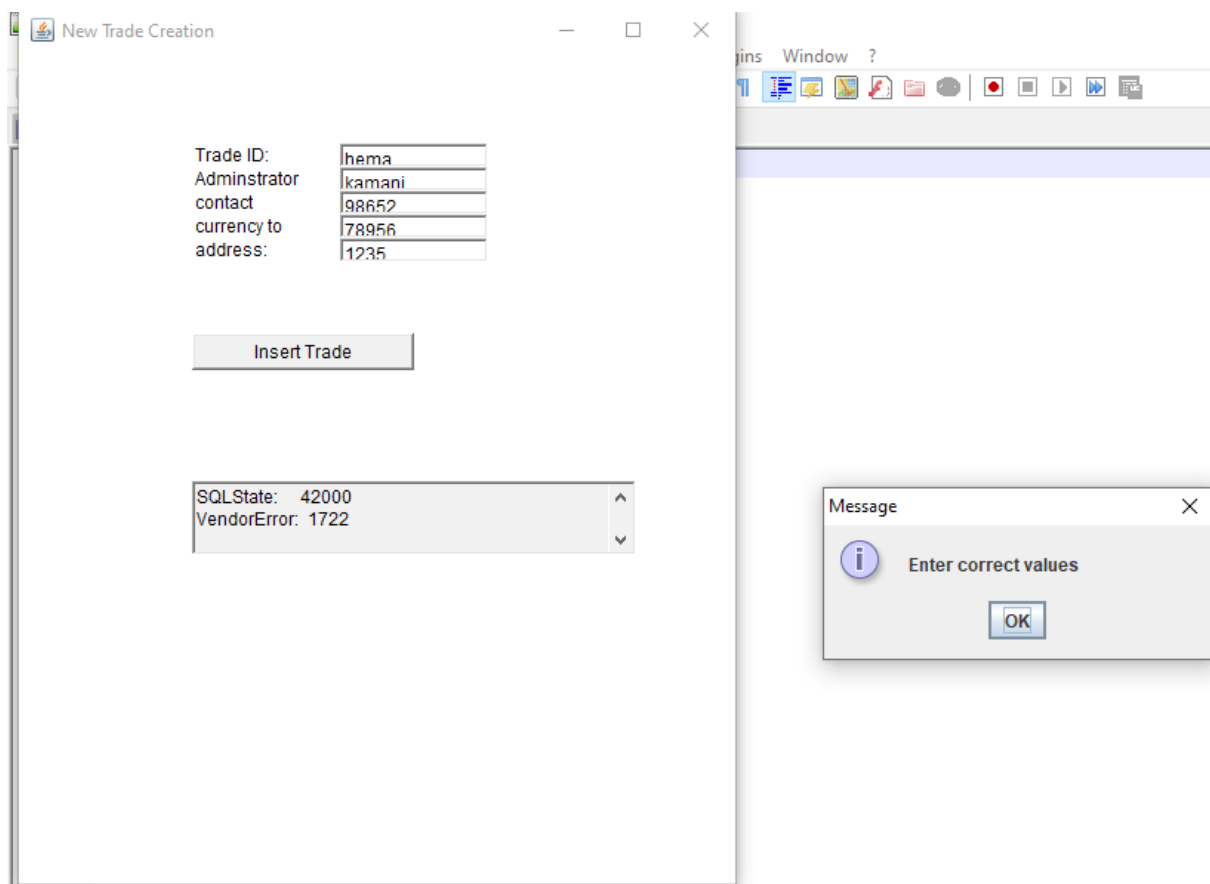 New Trade Creation
gins Window ?
Trade ID: hema
Adminstrator kamani
contact 98652
currency to 78956
address: 1235
Insert Trade
SQLState: 42000
VendorError: 1722
Message
Enter correct values
OK